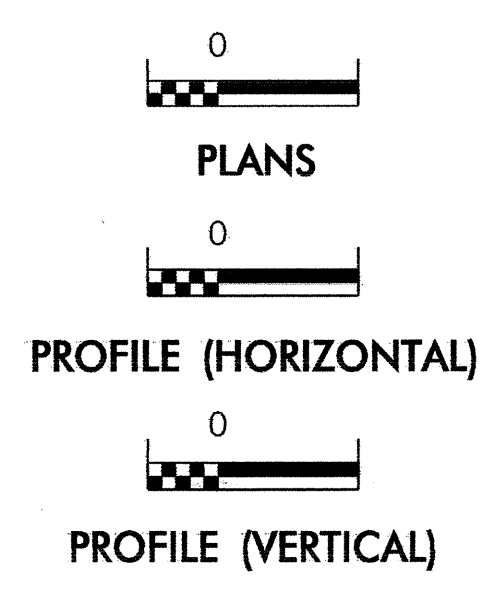 0
PLANS
0
PROFILE (HORIZONTAL)
0
PROFILE (VERTICAL)